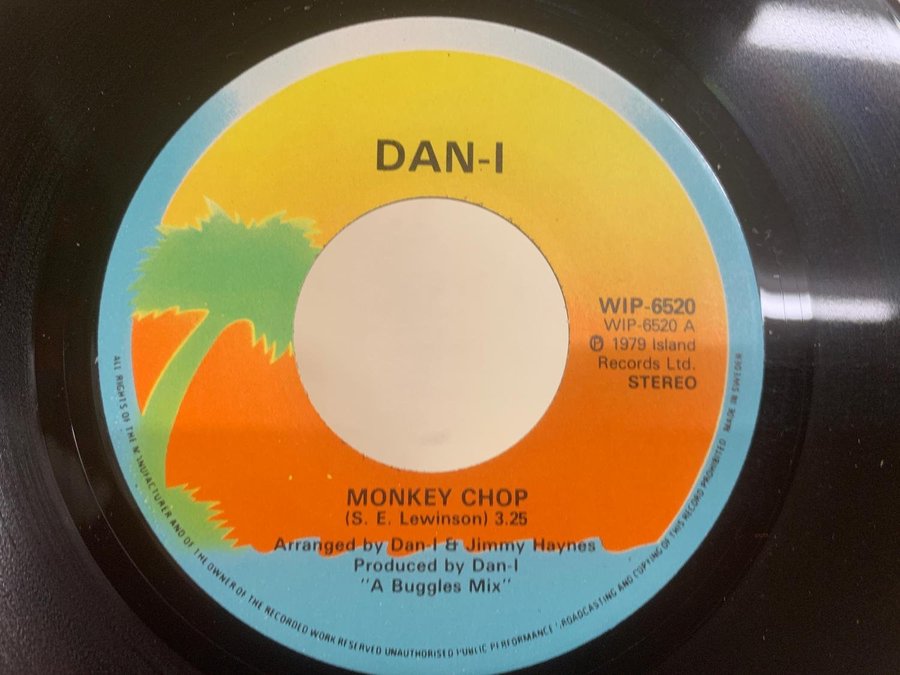 DAN-I
WIP-6520
WIP-6520 A
Ⓟ 1979 Island
Records Ltd.
STEREO
MONKEY CHOP
(S. E. Lewinson) 3.25
Arranged by Dan-I & Jimmy Haynes
Produced by Dan-I
"A Buggles Mix"
ALL RIGHTS OF THE MANUFACTURER AND OF THE OWNER OF THE RECORDED WORK RESERVED UNAUTHORISED PUBLIC PERFORMANCE BROADCASTING AND COPYING OF THIS RECORD PROHIBITED MADE IN SWEDEN